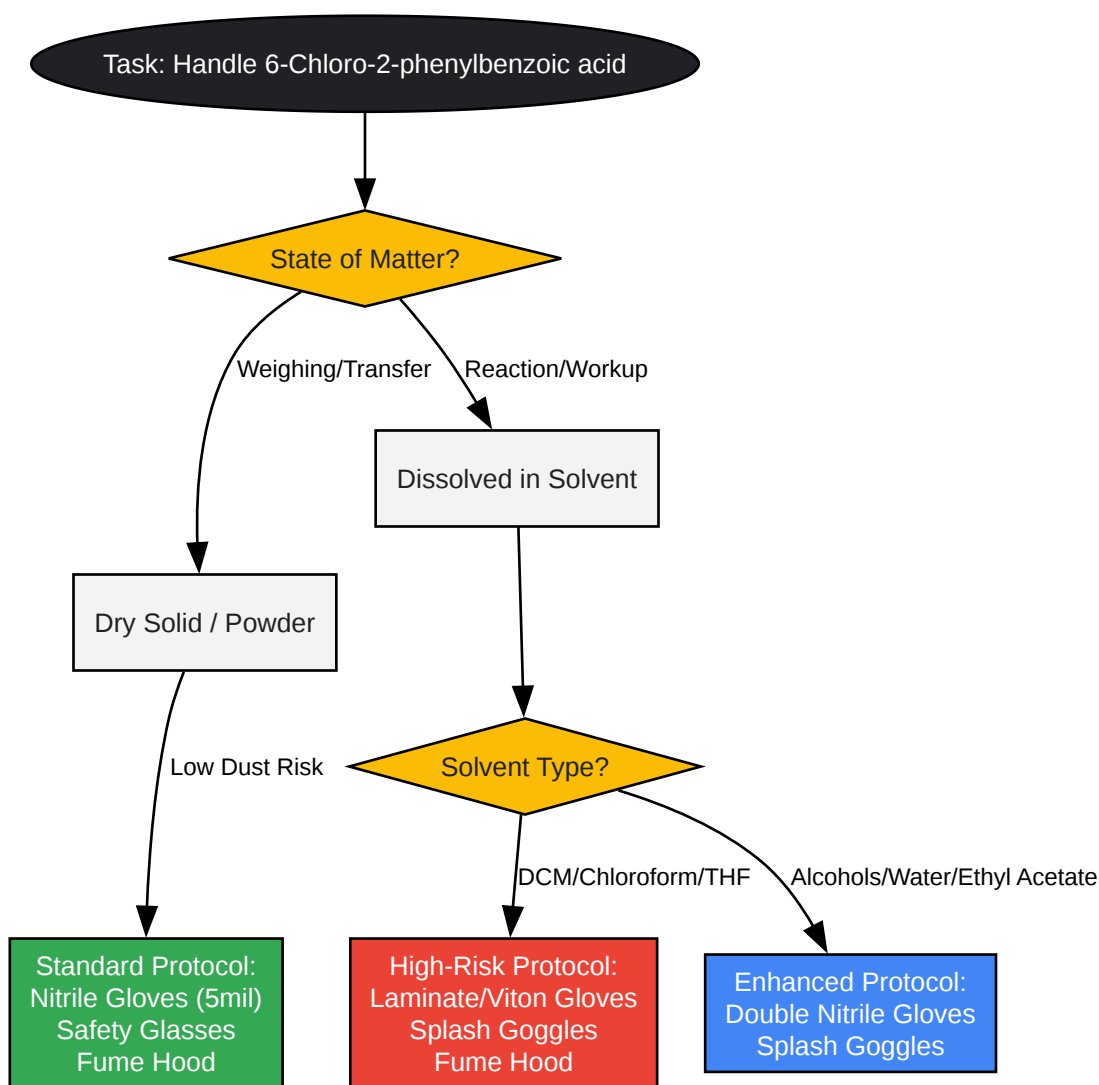 Task: Handle 6-Chloro-2-phenylbenzoic acid
State of Matter?
Weighing/Transfer
Reaction/Workup
Dissolved in Solvent
Dry Solid / Powder
Low Dust Risk
Solvent Type?
DCM/Chloroform/THF
Alcohols/Water/Ethyl Acetate
Standard Protocol:
Nitrile Gloves (5mil)
Safety Glasses
Fume Hood
High-Risk Protocol:
Laminate/Viton Gloves
Splash Goggles
Fume Hood
Enhanced Protocol:
Double Nitrile Gloves
Splash Goggles